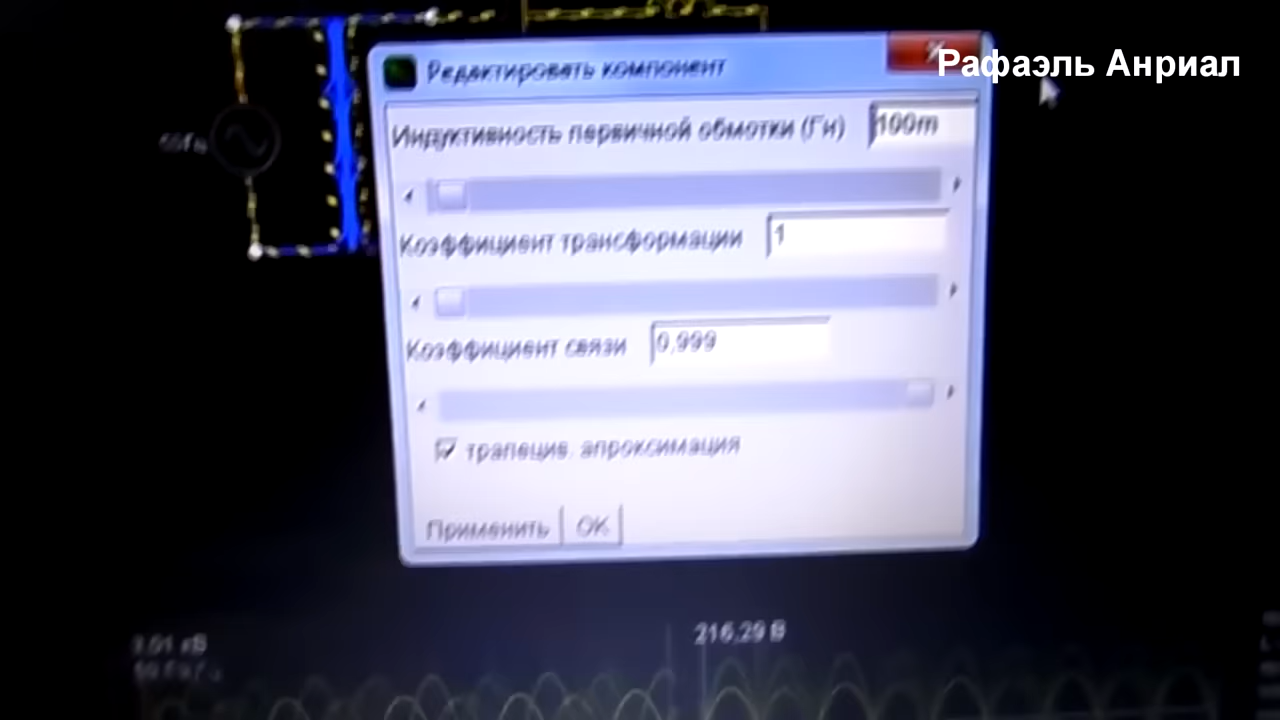 Редактировать компонент
Рафаэль Анриал
Индуктивность первичной обмотки (Гн) 100m
Коэффициент трансформации 1
Коэффициент связи 0,999
трапецив. апроксимация
Применить OK
216,29 В